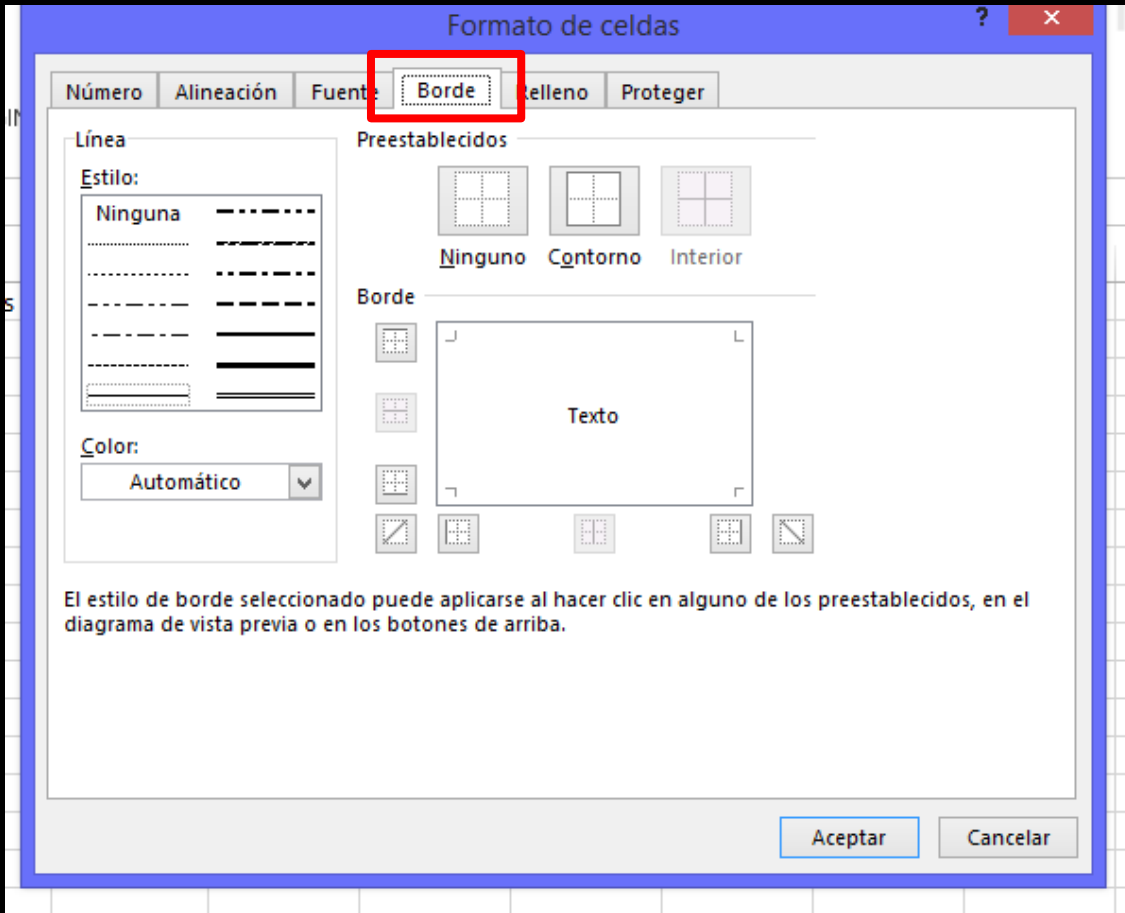 Formato de celdas
?
Número Alineación Fuente Borde Relleno Proteger
Línea
Estilo:
Ninguna
Color:
Automático
Preestablecidos
Ninguno Contorno Interior
Borde
Texto
El estilo de borde seleccionado puede aplicarse al hacer clic en alguno de los preestablecidos, en el
diagrama de vista previa o en los botones de arriba.
Aceptar Cancelar